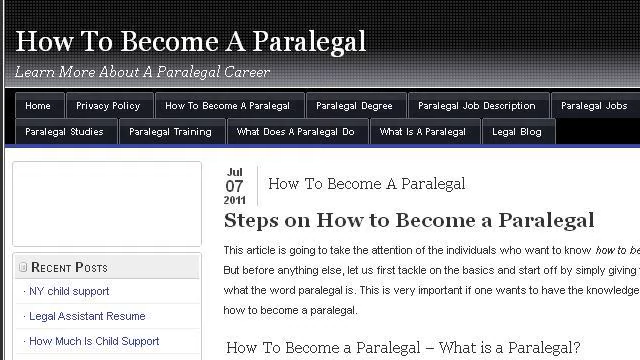 How To Become A Paralegal
Learn More About A Paralegal Career
Home Privacy Policy How To Become A Paralegal Paralegal Degree Paralegal Job Description Paralegal Jobs
Paralegal Studies Paralegal Training What Does A Paralegal Do What Is A Paralegal Legal Blog
Jul
07
2011
How To Become A Paralegal
Steps on How to Become a Paralegal
This article is going to take the attention of the individuals who want to know how to be
But before anything else, let us first tackle on the basics and start off by simply giving
what the word paralegal is. This is very important if one wants to have the knowledge
how to become a paralegal.
How To Become a Paralegal – What is a Paralegal?
Recent Posts
· NY child support
· Legal Assistant Resume
· How Much Is Child Support